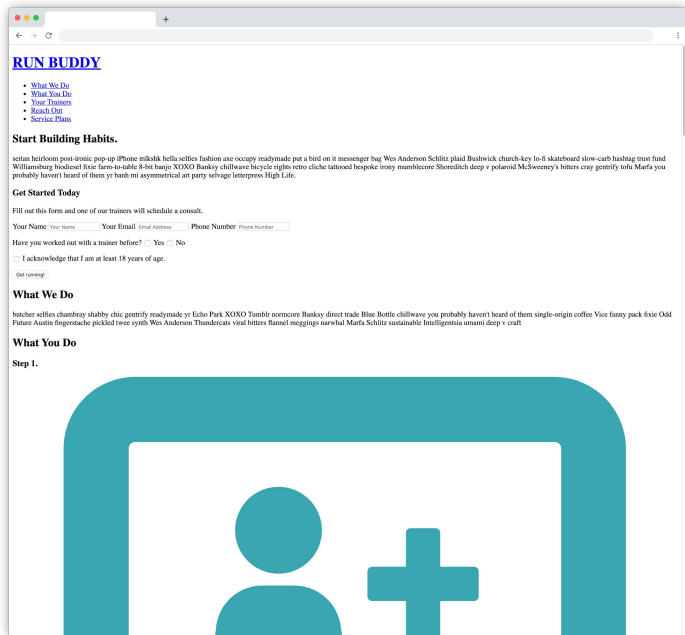 RUN BUDDY
What We Do
What You Do
Your Trainers
Reach Out
Service Plans
Start Building Habits.
seitan heirloom post-ironic pop-up iPhone mlkshk hella selfies fashion axe occupy readymade put a bird on it messenger bag Wes Anderson Schlitz plaid Bushwick church-key lo-fi skateboard slow-carb hashtag trust fund
Williamsburg biodiesel fixie farm-to-table 8-bit banjo XOXO Banksy chillwave bicycle rights retro cliche tattooed bespoke irony mumblecore Shoreditch deep v polaroid McSweeney's bitters cray gentrify tofu Marfa you
probably haven't heard of them yr banh mi asymmetrical art party selvage letterpress High Life.
Get Started Today
Fill out this form and one of our trainers will schedule a consult.
Your Name Your Name Your Email Email Address Phone Number Phone Number
Have you worked out with a trainer before? Yes No
I acknowledge that I am at least 18 years of age.
Get running!
What We Do
butcher selfies chambray shabby chic gentrify readymade yr Echo Park XOXO Tumblr normcore Banksy direct trade Blue Bottle chillwave you probably haven't heard of them single-origin coffee Vice fanny pack fixie Odd
Future Austin fingerstache pickled twee synth Wes Anderson Thundercats viral bitters flannel meggings narwhal Marfa Schlitz sustainable Intelligentsia umami deep v craft
What You Do
Step 1.